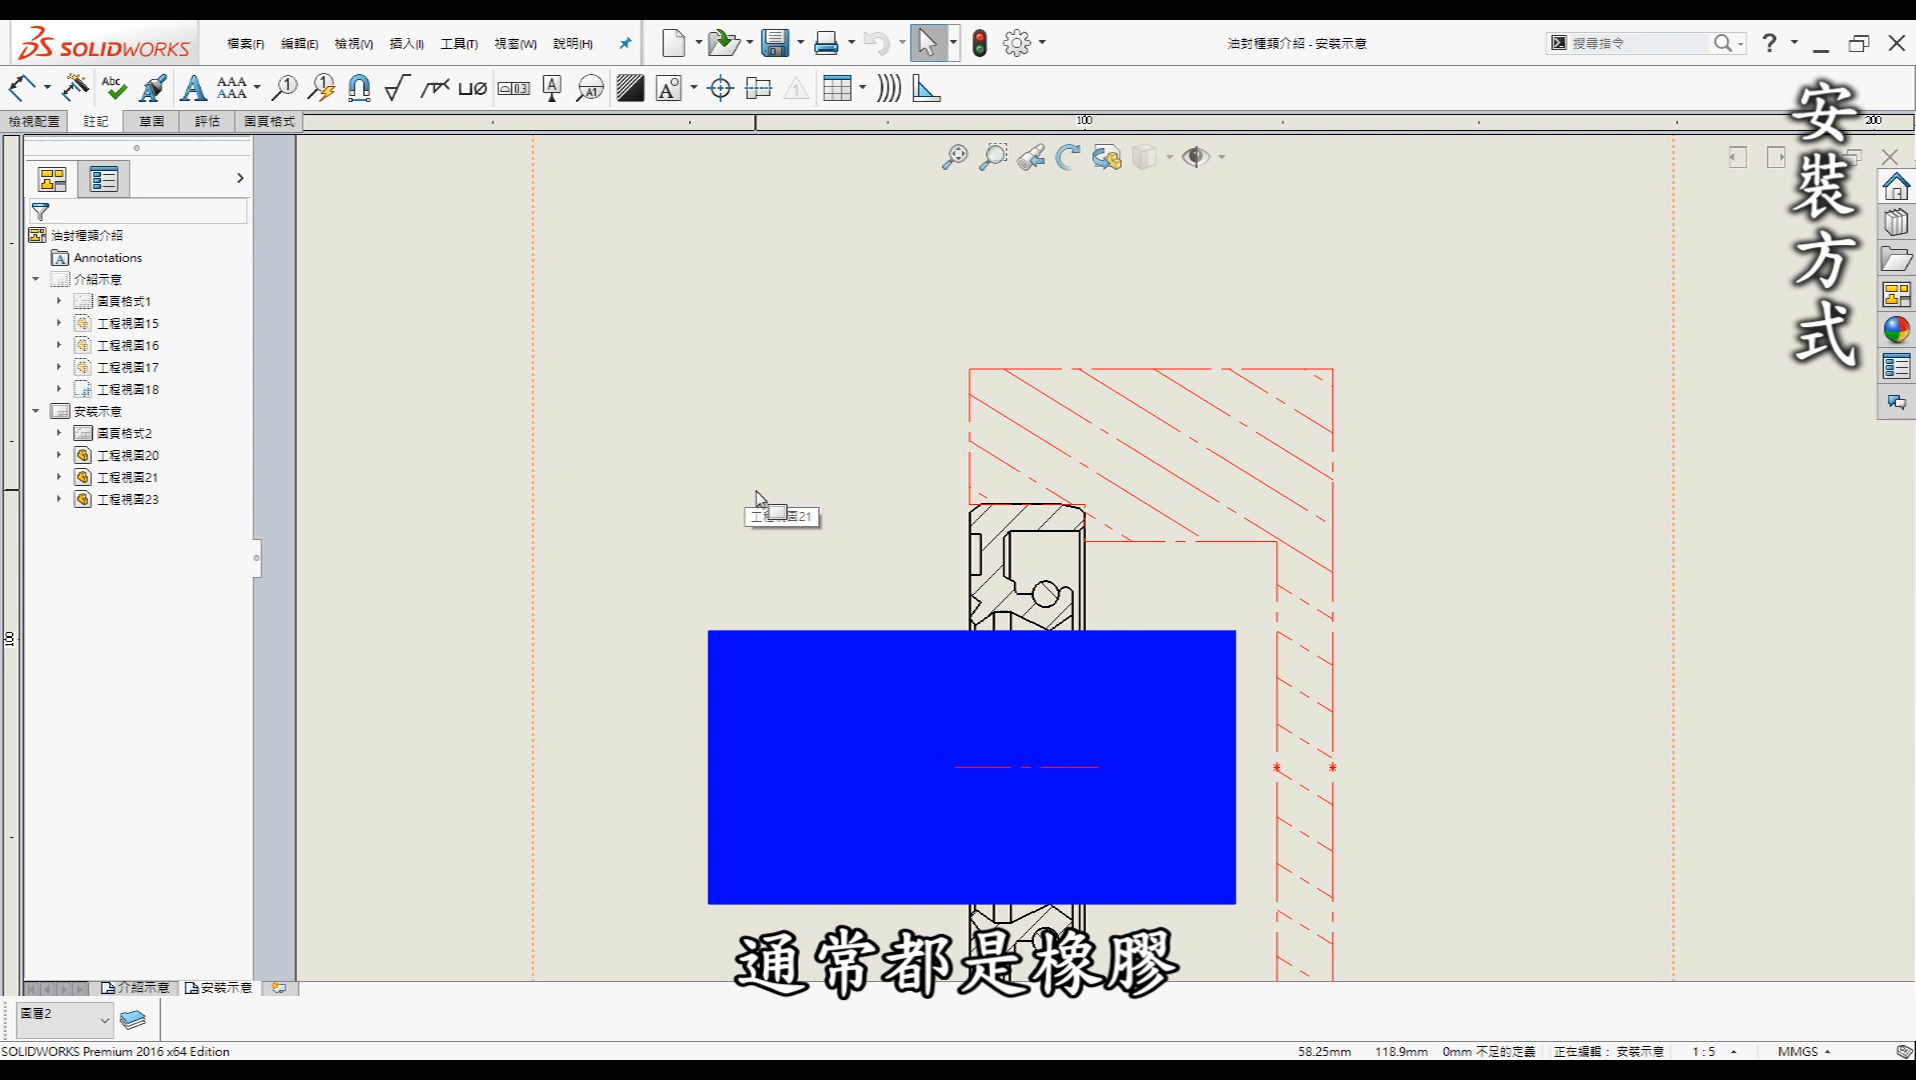 SOLIDWORKS
檔案(F) 編輯(E) 檢視(V) 插入(I) 工具(T) 視窗(W) 說明(H)
油封種類介紹 - 安裝示意
搜尋指令
檢視配置 註記 草圖 評估 圖頁格式
100
200
安裝方式
油封種類介紹
Annotations
介紹示意
圖頁格式1
工程視圖15
工程視圖16
工程視圖17
工程視圖18
安裝示意
圖頁格式2
工程視圖20
工程視圖21
工程視圖23
100
通常都是橡膠
介紹示意 安裝示意
圖層2
SOLIDWORKS Premium 2016 x64 Edition
58.25mm 118.9mm 0mm 不足的定義 正在編輯： 安裝示意 1 : 5 MMGS